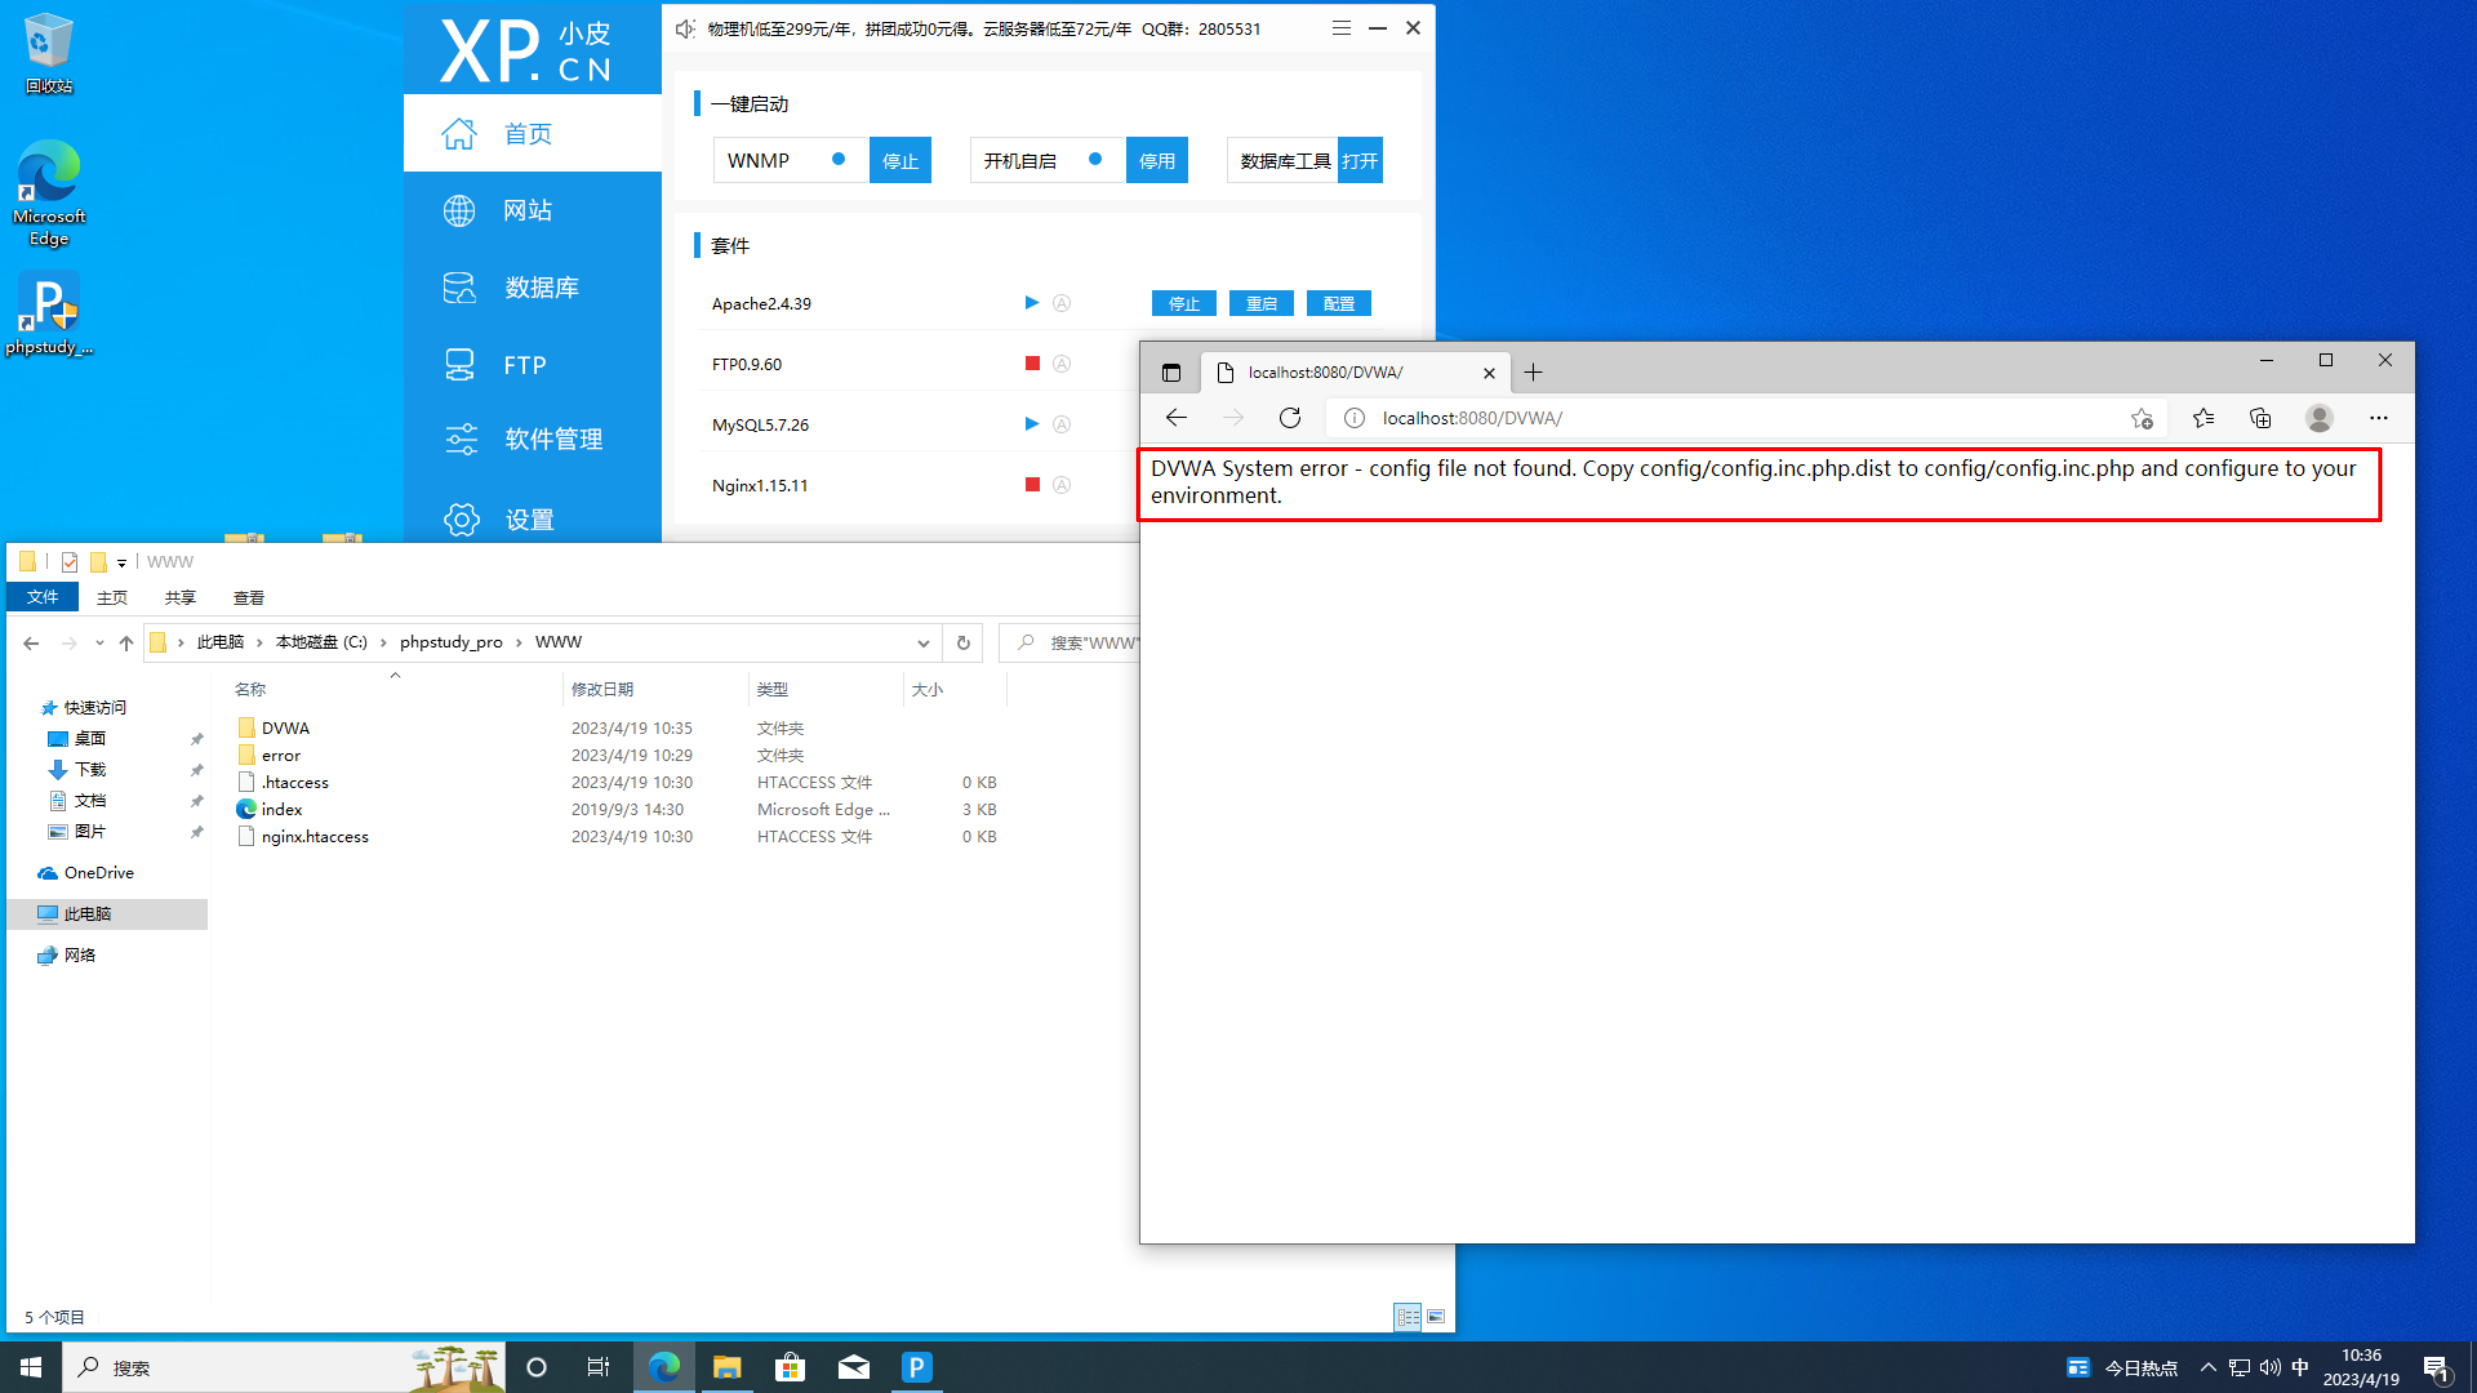 回收站
Microsoft
Edge
phpstudy_...
XP.小皮
CN
首页
网站
数据库
FTP
软件管理
设置
物理机低至299元/年，拼团成功0元得。云服务器低至72元/年 QQ群：2805531
一键启动
WNMP 停止 开机自启 停用 数据库工具 打开
套件
Apache2.4.39 停止 重启 配置
FTP0.9.60
MySQL5.7.26
Nginx1.15.11
localhost:8080/DVWA/
localhost:8080/DVWA/
DVWA System error - config file not found. Copy config/config.inc.php.dist to config/config.inc.php and configure to your
environment.
WWW
文件 主页 共享 查看
此电脑 › 本地磁盘 (C:) › phpstudy_pro › WWW
搜索"WWW"
快速访问
桌面
下载
文档
图片
OneDrive
此电脑
网络
名称 修改日期 类型 大小
DVWA 2023/4/19 10:35 文件夹
error 2023/4/19 10:29 文件夹
.htaccess 2023/4/19 10:30 HTACCESS 文件 0 KB
index 2019/9/3 14:30 Microsoft Edge ... 3 KB
nginx.htaccess 2023/4/19 10:30 HTACCESS 文件 0 KB
5 个项目
搜索
今日热点
中
10:36
2023/4/19
1